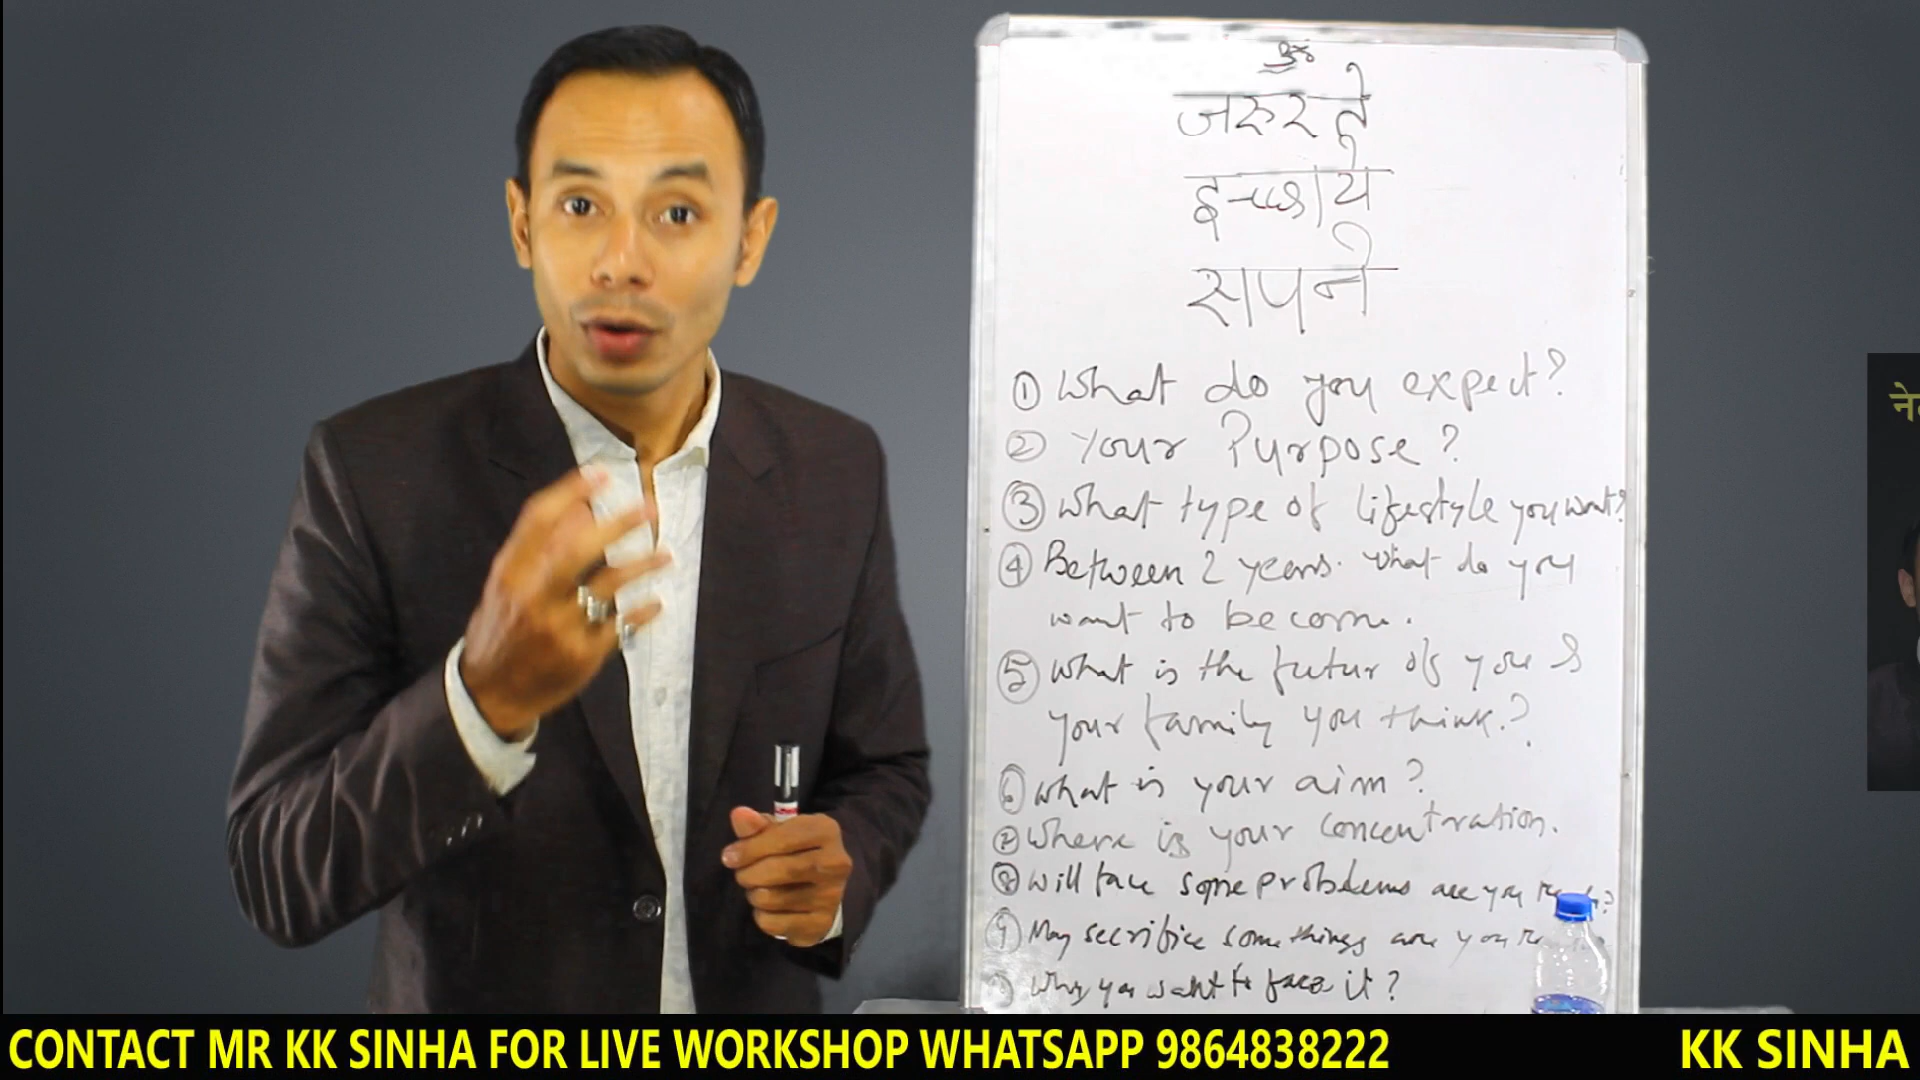 ॐ
जरुरते
इच्छाये
सपने
① What do you expect?
② Your Purpose?
③ What type of lifestyle you want?
④ Between 2 years. What do you
want to become.
⑤ What is the futur of you &
your family you think.?
⑥ What is your aim?
⑦ Where is your concentration.
⑧ Will face some problems are you
⑨ May secrifice some things are you
Why you want to face it?
CONTACT MR KK SINHA FOR LIVE WORKSHOP WHATSAPP 9864838222
KK SINHA